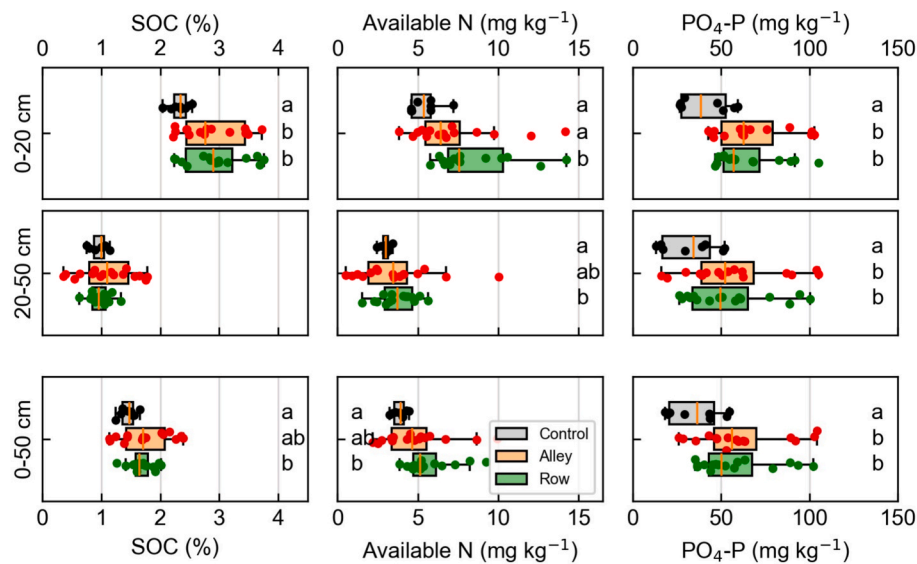 SOC (%) Available N (mg kg⁻¹) PO₄-P (mg kg⁻¹)
0 1 2 3 4 0 5 10 15 0 50 100 150
0-20 cm
a a a
b a b
b b b
20-50 cm
a a a
ab b
b b
0-50 cm
a a a
ab ab b
b b b
Control
Alley
Row
0 1 2 3 4 0 5 10 15 0 50 100 150
SOC (%) Available N (mg kg⁻¹) PO₄-P (mg kg⁻¹)